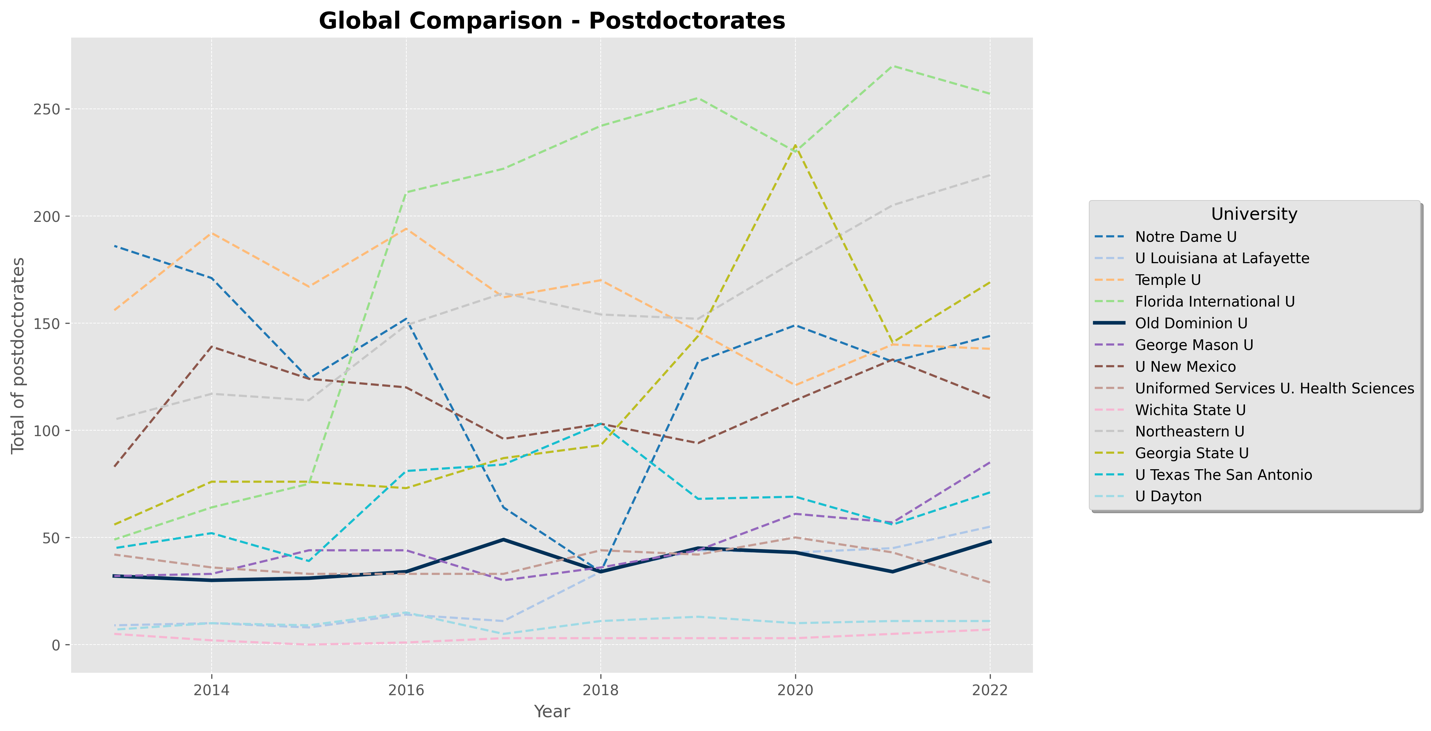 Global Comparison - Postdoctorates
Total of postdoctorates
250
200
150
100
50
0
2014
2016
2018
2020
2022
Year
University
Notre Dame U
U Louisiana at Lafayette
Temple U
Florida International U
Old Dominion U
George Mason U
U New Mexico
Uniformed Services U. Health Sciences
Wichita State U
Northeastern U
Georgia State U
U Texas The San Antonio
U Dayton